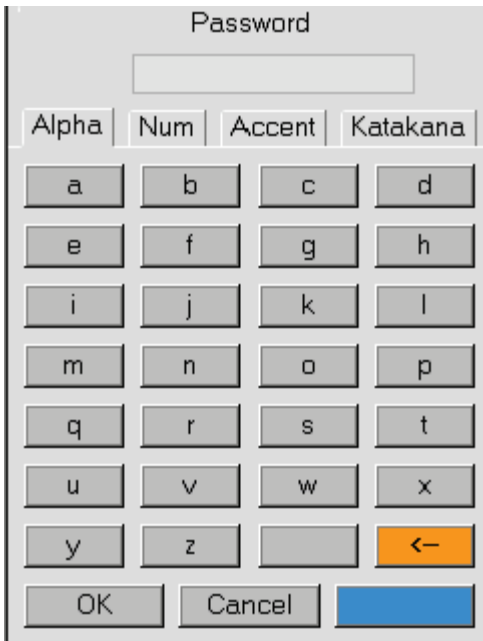 Password
Alpha Num Accent Katakana
a b c d
e f g h
i j k l
m n o p
q r s t
u v w x
y z <-
OK Cancel